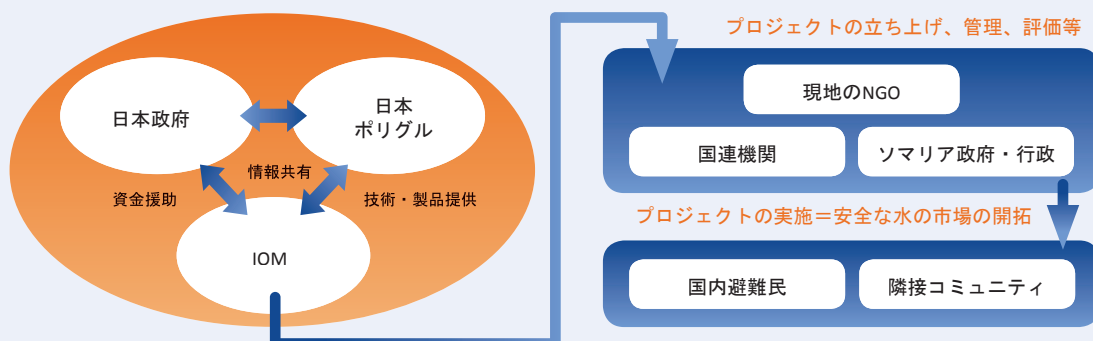 日本政府
日本
ポリグル
情報共有
資金援助
技術・製品提供
IOM
プロジェクトの立ち上げ、管理、評価等
現地のNGO
国連機関
ソマリア政府・行政
プロジェクトの実施＝安全な水の市場の開拓
国内避難民
隣接コミュニティ